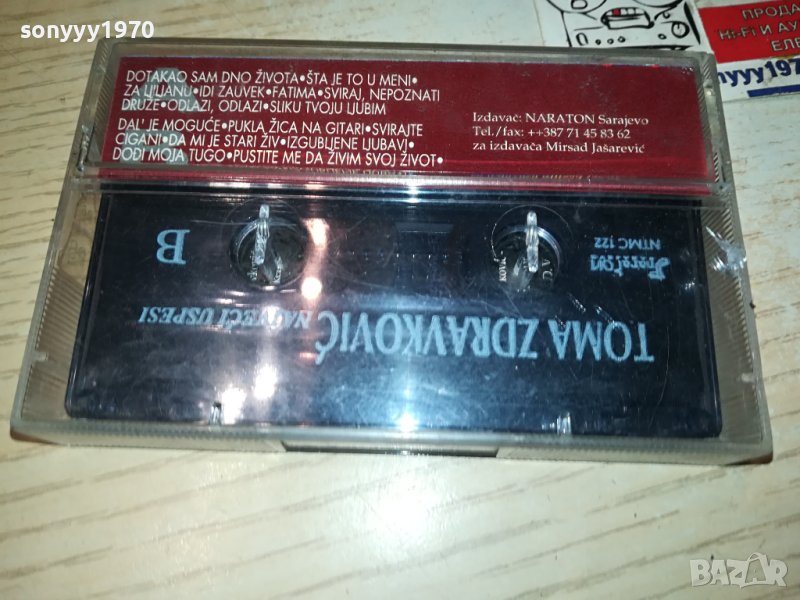 sonyyy1970
ПРОДА
HI-FI И АУ
ЕЛЕ
nyyy1970
DOTAKAO SAM DNO ŽIVOTA•ŠTA JE TO U MENI•
ZA LJILJANU•IDI ZAUVEK•FATIMA•SVIRAJ, NEPOZNATI
DRUŽE•ODLAZI, ODLAZI•SLIKU TVOJU LJUBIM
DAL' JE MOGUĆE•PUKLA ŽICA NA GITARI•SVIRAJTE
CIGANI•DA MI JE STARI ŽIV•IZGUBLJENE LJUBAVI•
DOĐI MOJA TUGO•PUSTITE ME DA ŽIVIM SVOJ ŽIVOT•
Izdavač: NARATON Sarajevo
Tel./fax: ++387 71 45 83 62
za izdavača Mirsad Jašarević
B
NTMC 122
TOMA ZDRAVKOVIĆ NAJVEĆI USPESI
BAZAR